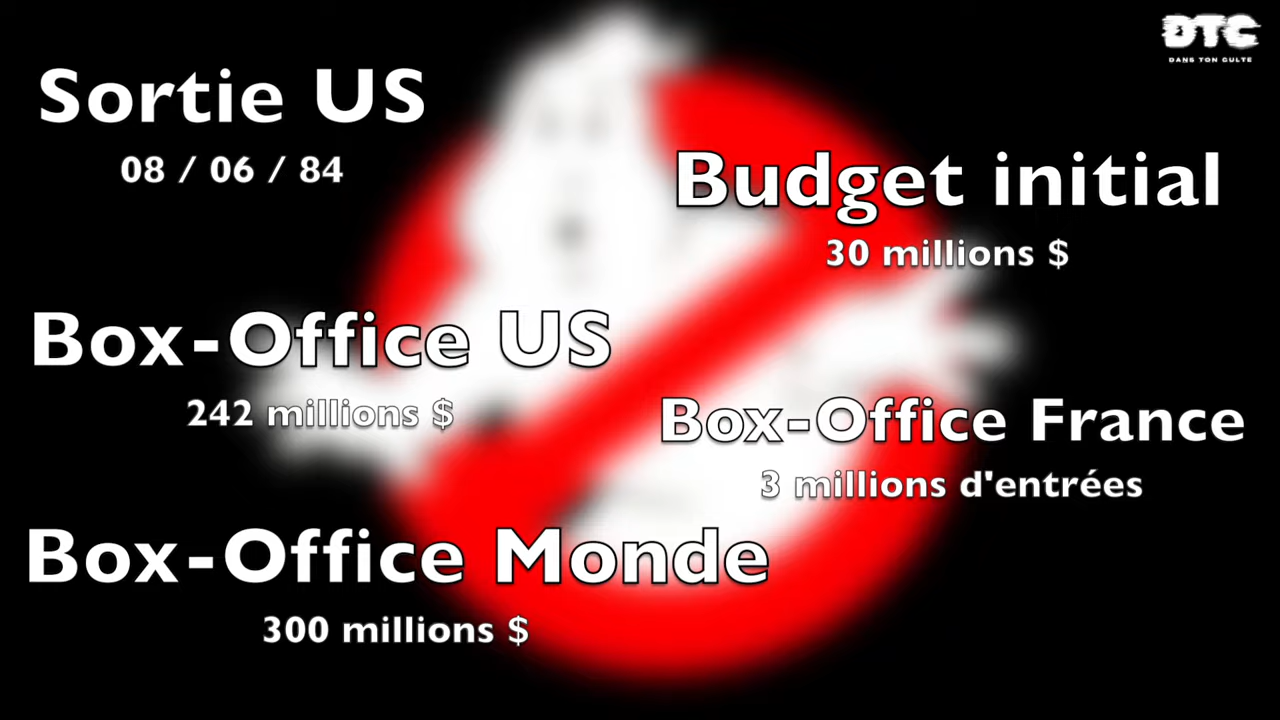 DTC
DANS TON CULTE
Sortie US
08 / 06 / 84
Budget initial
30 millions $
Box-Office US
242 millions $
Box-Office France
3 millions d'entrées
Box-Office Monde
300 millions $